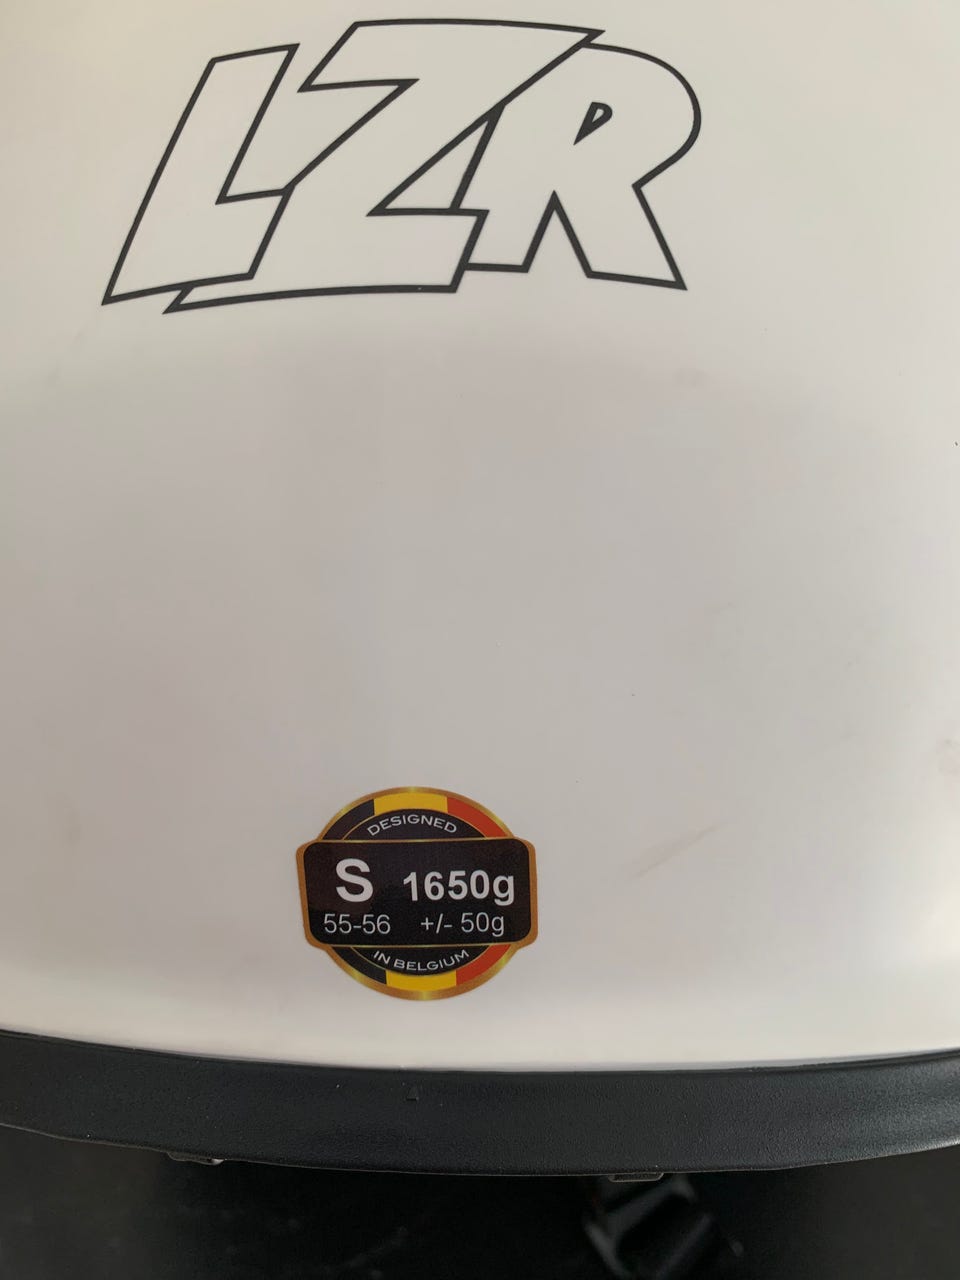 LZR
DESIGNED
S 1650g
55-56 +/- 50g
IN BELGIUM